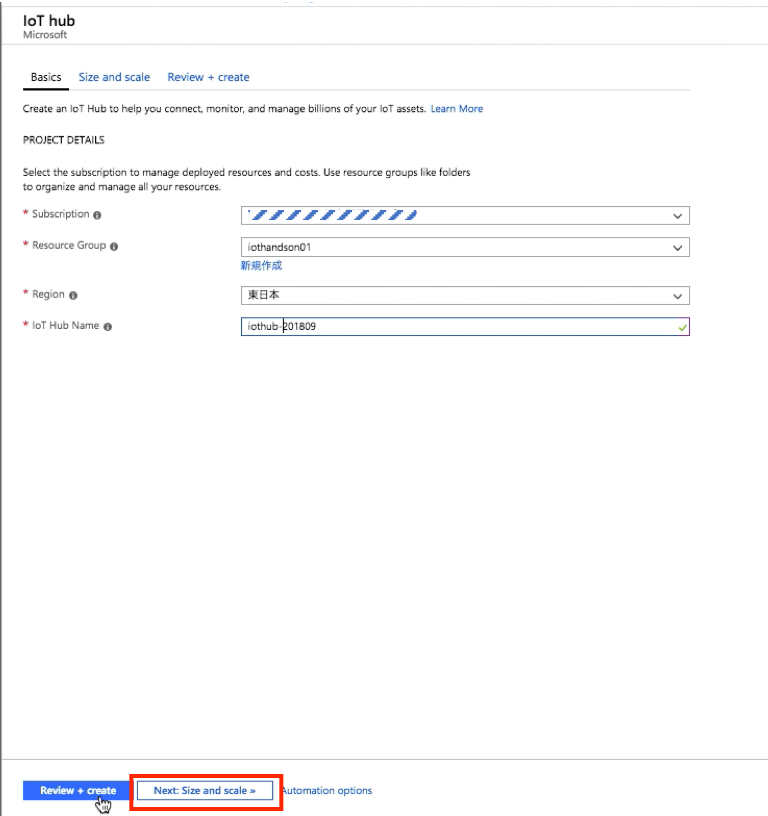 IoT hub
Microsoft
Basics Size and scale Review + create
Create an IoT Hub to help you connect, monitor, and manage billions of your IoT assets. Learn More
PROJECT DETAILS
Select the subscription to manage deployed resources and costs. Use resource groups like folders
to organize and manage all your resources.
* Subscription
* Resource Group iothandson01
新規作成
* Region 東日本
* IoT Hub Name iothub-201809
Review + create Next: Size and scale » Automation options